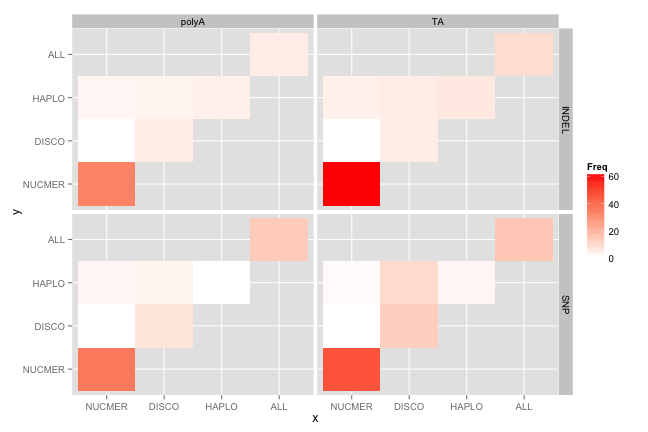 polyA TA
ALL
HAPLO
DISCO
NUCMER
INDEL
ALL
HAPLO
DISCO
NUCMER
SNP
y
NUCMER DISCO HAPLO ALL NUCMER DISCO HAPLO ALL
x
Freq
60
40
20
0